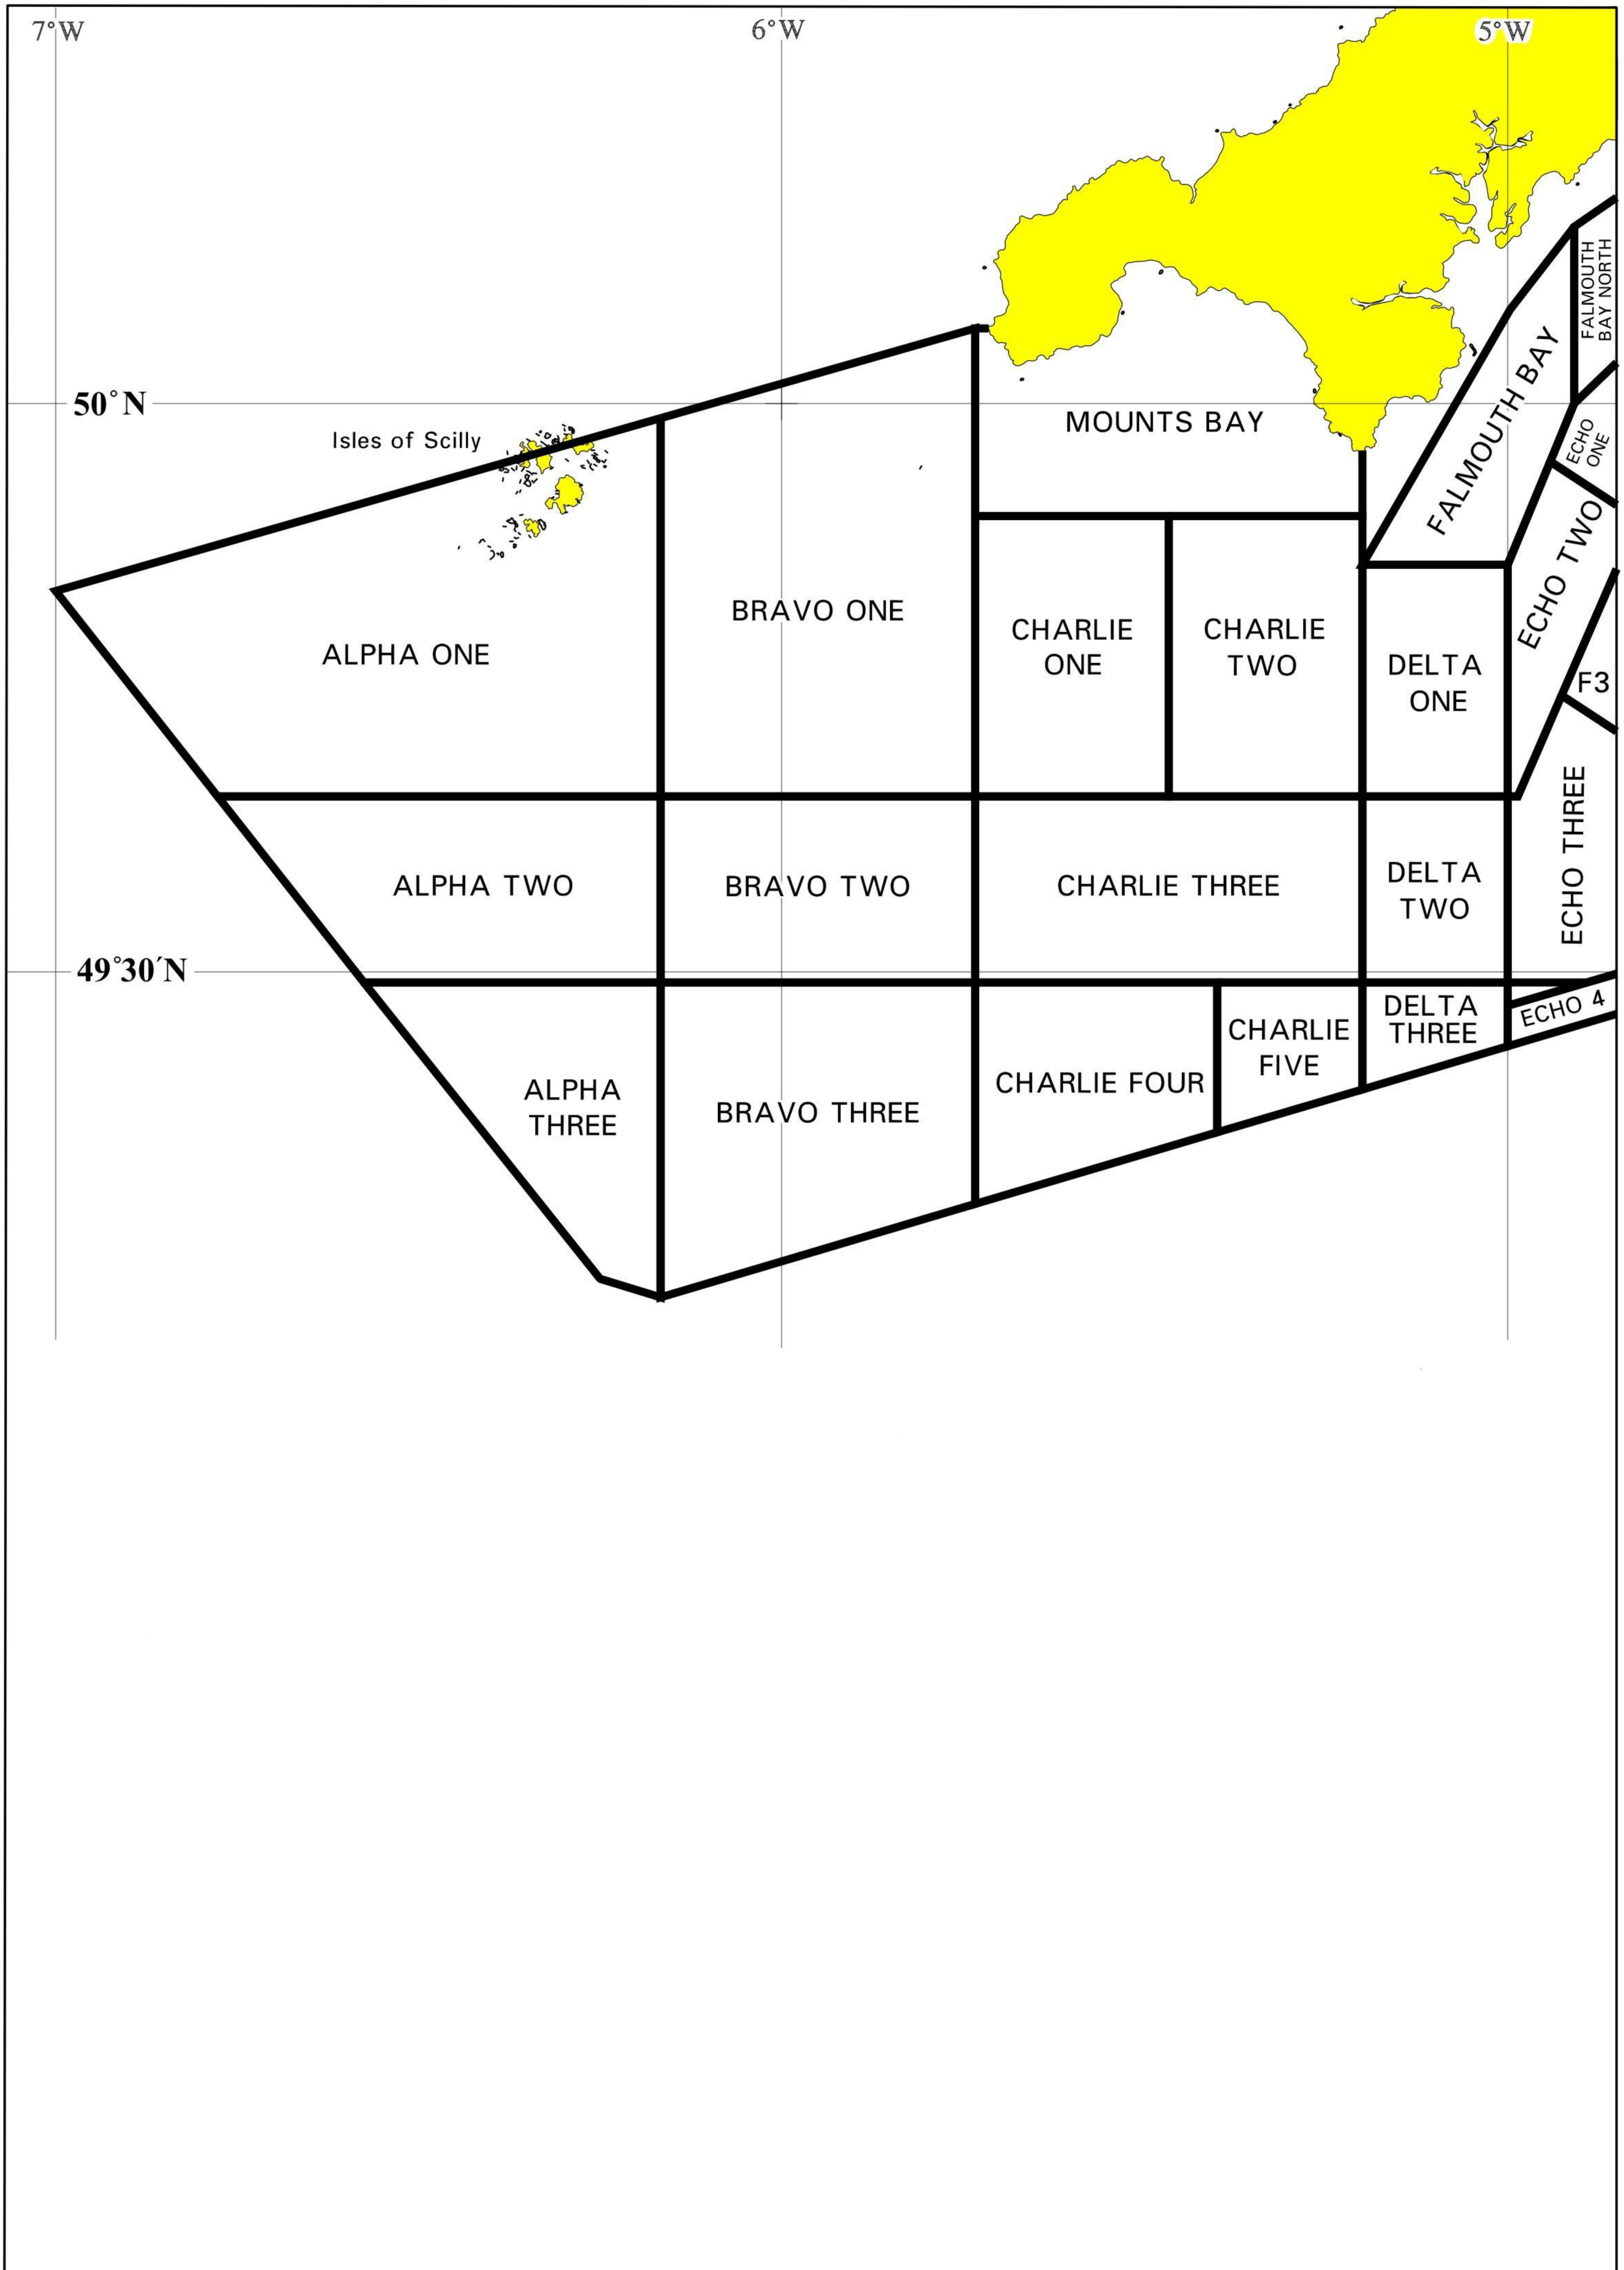 7°W
6°W
5°W
FALMOUTH
BAY NORTH
50°N
Isles of Scilly
MOUNTS BAY
FALMOUTH BAY
ECHO
ONE
ECHO TWO
BRAVO ONE
ALPHA ONE
CHARLIE
ONE
CHARLIE
TWO
DELTA
ONE
F3
ALPHA TWO
BRAVO TWO
CHARLIE THREE
DELTA
TWO
ECHO THREE
49°30′N
ALPHA
THREE
BRAVO THREE
CHARLIE FOUR
CHARLIE
FIVE
DELTA
THREE
ECHO 4